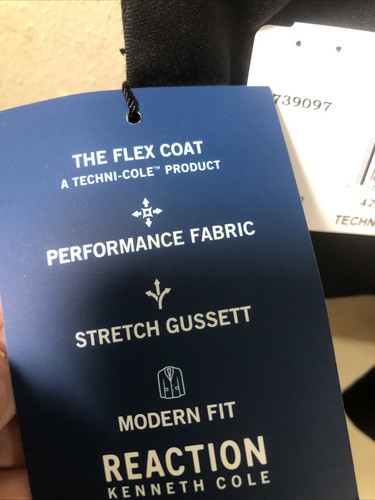 THE FLEX COAT
A TECHNI-COLE™ PRODUCT
PERFORMANCE FABRIC
STRETCH GUSSETT
MODERN FIT
REACTION
KENNETH COLE
739097
42
TECHN